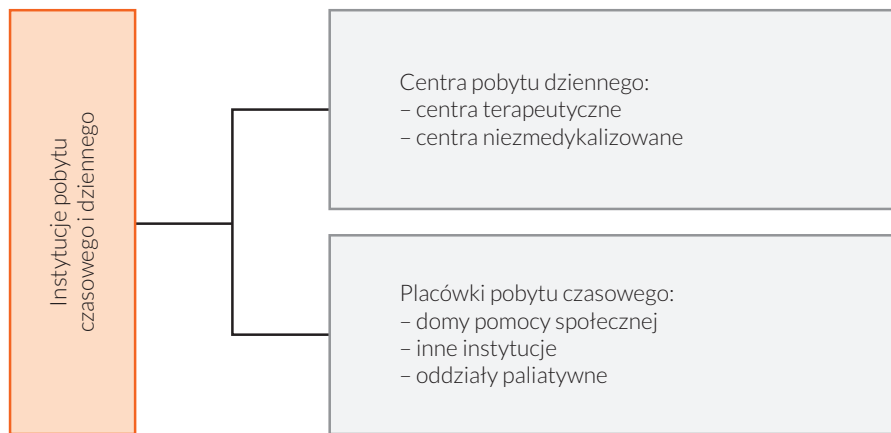 Instytucje pobytu
czasowego i dziennego
Centra pobytu dziennego:
– centra terapeutyczne
– centra niezmedykalizowane
Placówki pobytu czasowego:
– domy pomocy społecznej
– inne instytucje
– oddziały paliatywne